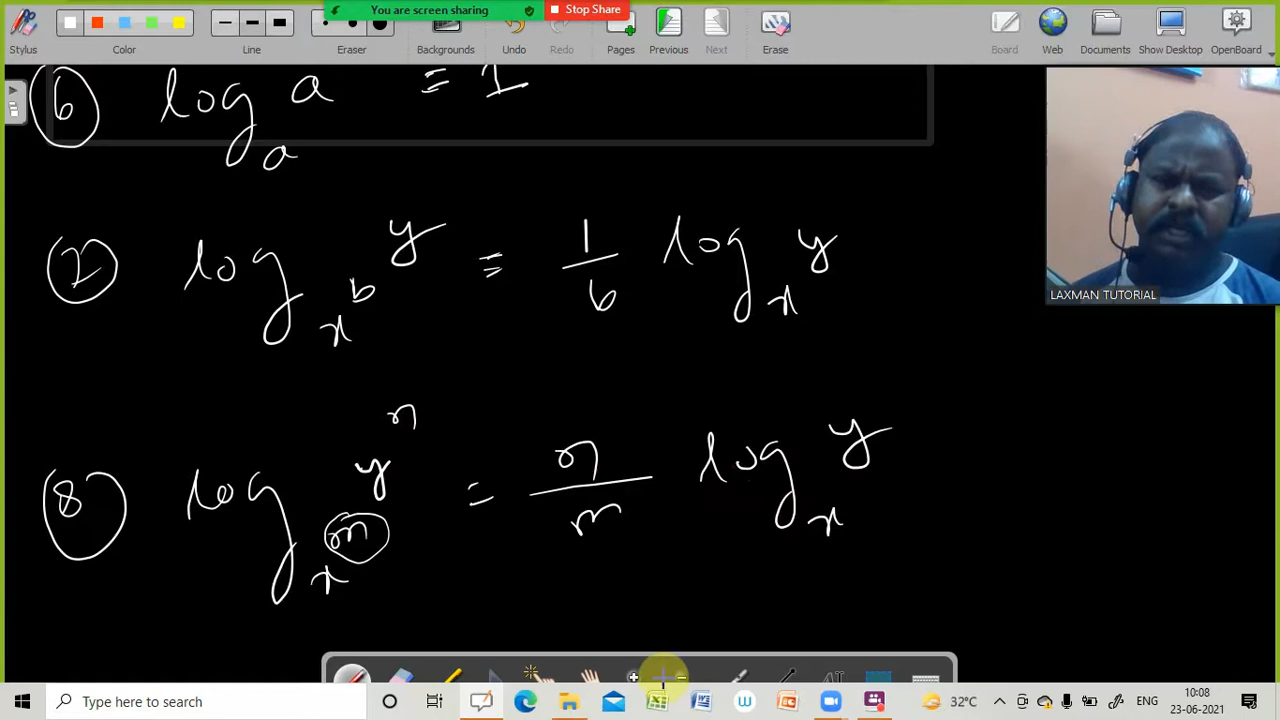 You are screen sharing Stop Share
Stylus Color Line Eraser Backgrounds Undo Redo Pages Previous Next Erase Board Web Documents Show Desktop OpenBoard
6 log_a a = 1
LAXMAN TUTORIAL
7 log_{x^b} y = 1/b log_x y
8 log_{x^m} y^n = n/m log_x y
Type here to search
32°C
ENG
10:08
23-06-2021